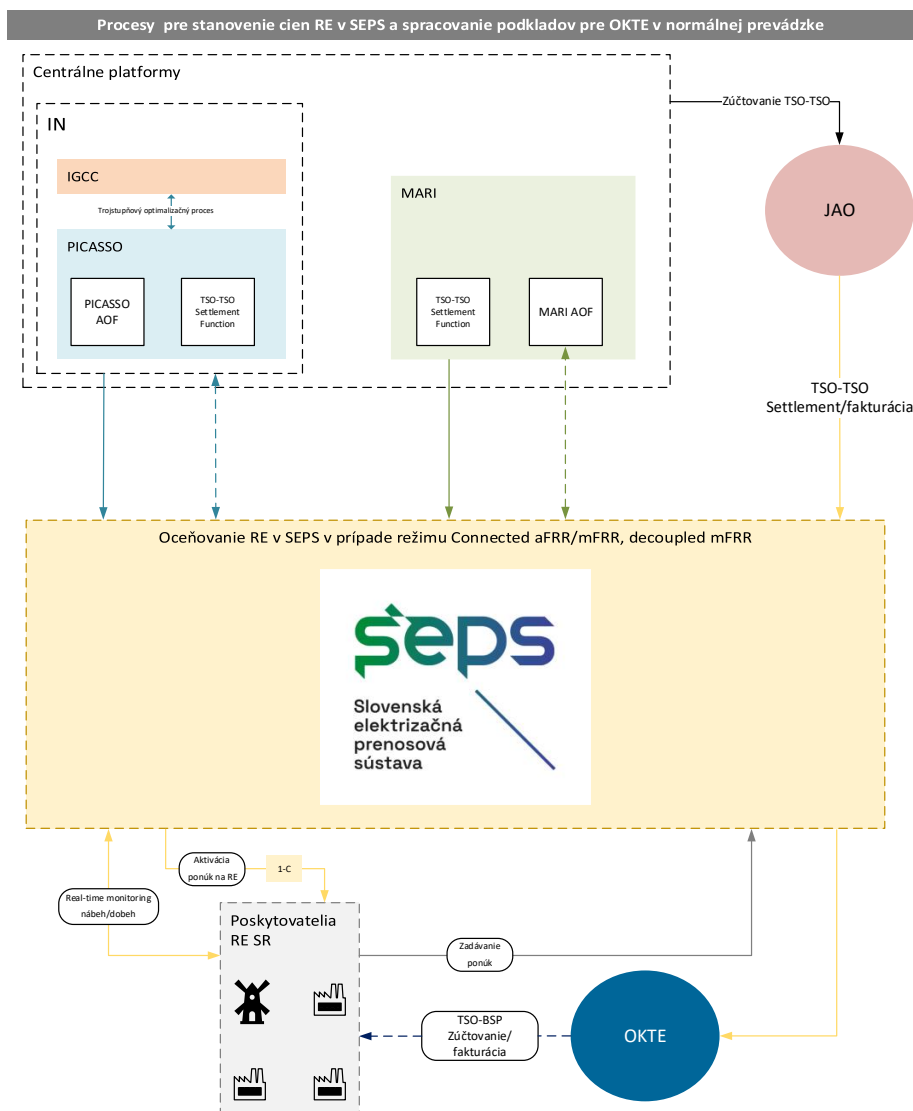 Procesy pre stanovenie cien RE v SEPS a spracovanie podkladov pre OKTE v normálnej prevádzke
Centrálne platformy
Zúčtovanie TSO-TSO
IN
IGCC
Trojstupňový optimalizačný proces
PICASSO
PICASSO
AOF
TSO-TSO
Settlement
Function
MARI
TSO-TSO
Settlement
Function
MARI AOF
JAO
TSO-TSO
Settlement/fakturácia
Oceňovanie RE v SEPS v prípade režimu Connected aFRR/mFRR, decoupled mFRR
seps
Slovenská
elektrizačná
prenosová
sústava
Aktivácia
ponúk na RE
1-C
Real-time monitoring
nábeh/dobeh
Poskytovatelia
RE SR
Zadávanie
ponúk
TSO-BSP
Zúčtovanie/
fakturácia
OKTE